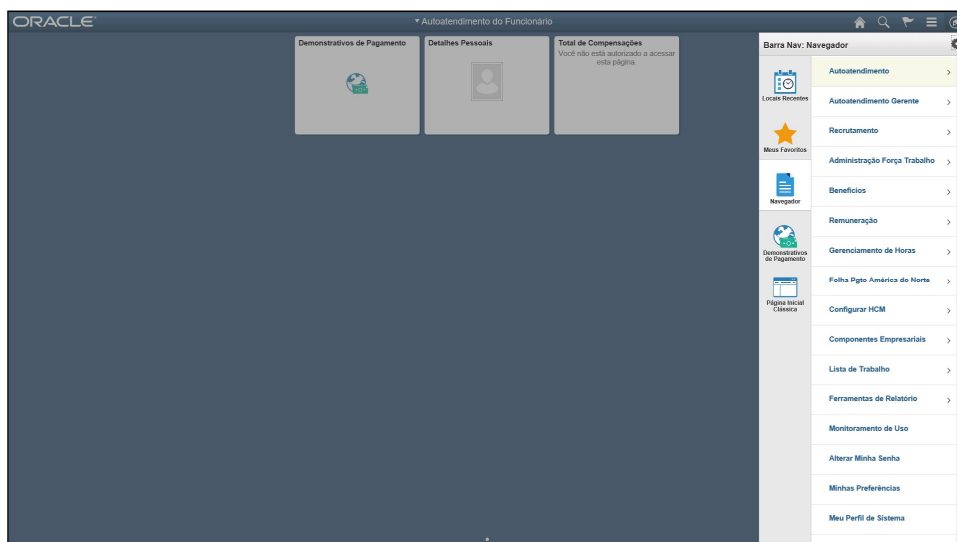 ORACLE
Autoatendimento do Funcionário
Demonstrativos de Pagamento
Detalhes Pessoais
Total de Compensações
Você não está autorizado a acessar
esta página.
Barra Nav: Navegador
Locais Recentes
Meus Favoritos
Navegador
Demonstrativos
de Pagamento
Página Inicial
Clássica
Autoatendimento
Autoatendimento Gerente
Recrutamento
Administração Força Trabalho
Benefícios
Remuneração
Gerenciamento de Horas
Folha Pgto América do Norte
Configurar HCM
Componentes Empresariais
Lista de Trabalho
Ferramentas de Relatório
Monitoramento de Uso
Alterar Minha Senha
Minhas Preferências
Meu Perfil de Sistema